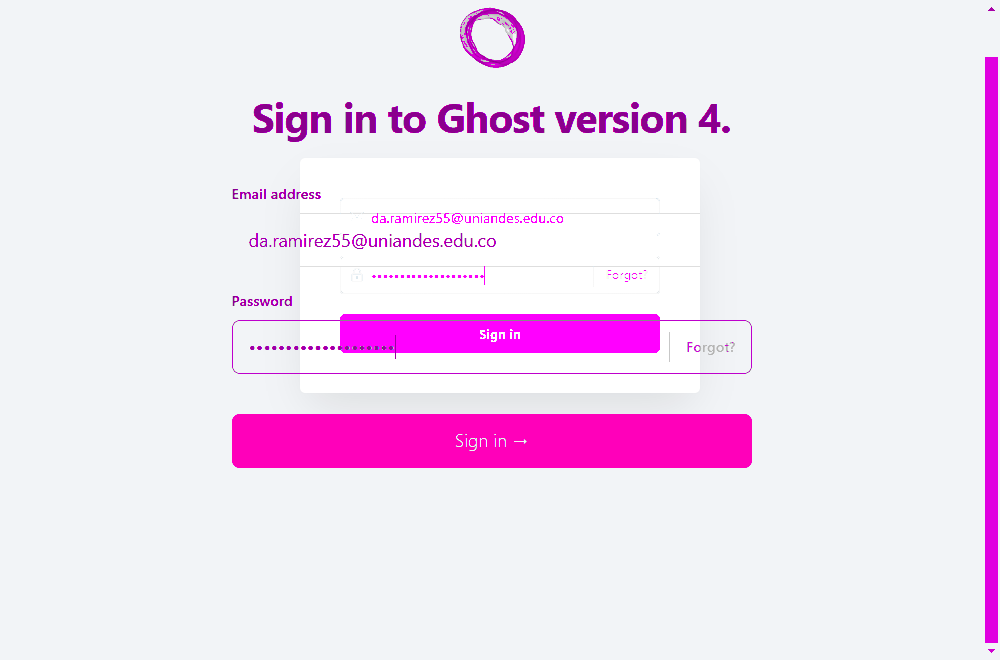 Sign in to Ghost version 4.
Email address
da.ramirez55@uniandes.edu.co
da.ramirez55@uniandes.edu.co
Forgot?
Password
Sign in
Forgot?
Sign in →